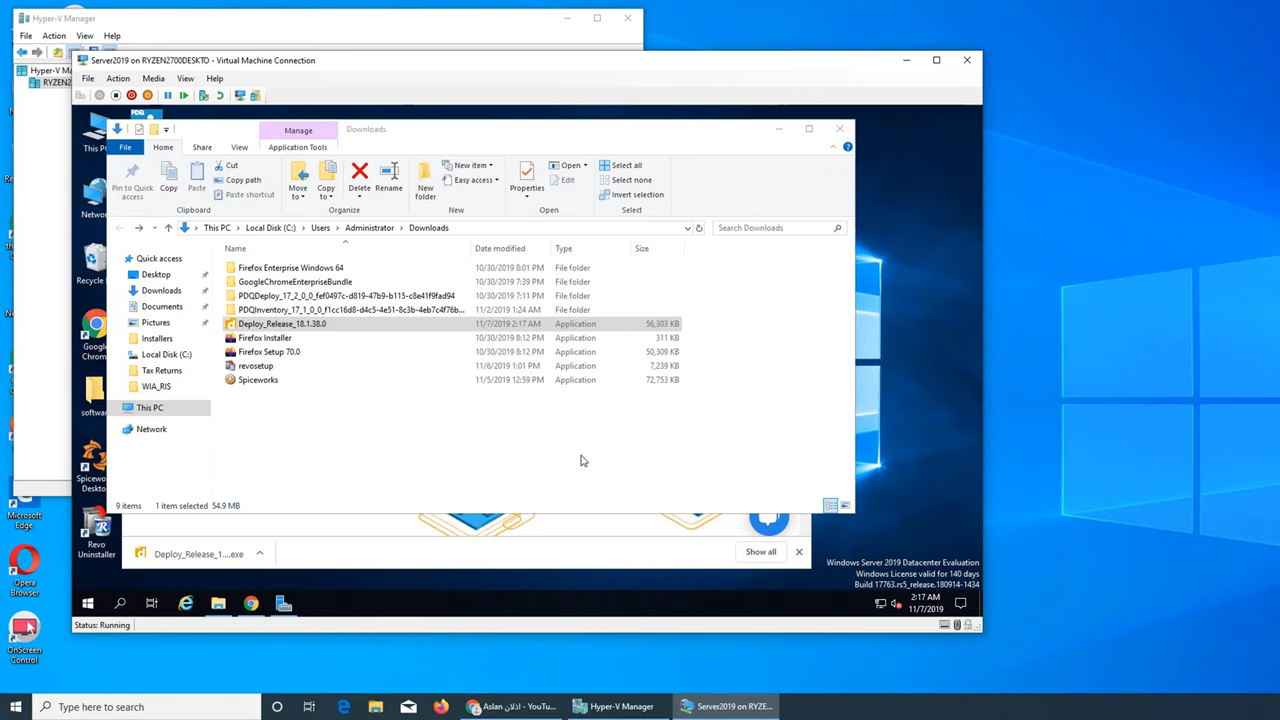 Hyper-V Manager
File Action View Help
Hyper-V Ma
RYZEN2
Server2019 on RYZEN2700DESKTO - Virtual Machine Connection
File Action Media View Help
This PC
Network
Recycle
Google
Chrome
softwar
Spicewor
Deskto
Revo
Uninstaller
PDQ
Manage Downloads
File Home Share View Application Tools
Pin to Quick
access
Copy
Paste
Cut
Copy path
Paste shortcut
Clipboard
Move
to
Copy
to
Delete
Rename
Organize
New
folder
New item
Easy access
New
Properties
Open
Edit
Open
Select all
Select none
Invert selection
Select
This PC Local Disk (C:) Users Administrator Downloads
Search Downloads
Quick access
Desktop
Downloads
Documents
Pictures
Installers
Local Disk (C:)
Tax Returns
WIA_RIS
This PC
Network
Name Date modified Type Size
Firefox Enterprise Windows 64 10/30/2019 8:01 PM File folder
GoogleChromeEnterpriseBundle 10/30/2019 7:39 PM File folder
PDQDeploy_17_2_0_0_fef0497c-d819-47b9-b115-c8e41f9fad94 10/30/2019 7:11 PM File folder
PDQInventory_17_1_0_0_f1cc16d8-d4c5-4e51-8c3b-4eb7c4f76b... 11/2/2019 1:24 AM File folder
Deploy_Release_18.1.38.0 11/7/2019 2:17 AM Application 56,303 KB
Firefox Installer 10/30/2019 8:12 PM Application 311 KB
Firefox Setup 70.0 10/30/2019 8:12 PM Application 50,309 KB
revosetup 11/6/2019 1:01 PM Application 7,239 KB
Spiceworks 11/5/2019 12:59 PM Application 72,753 KB
9 items 1 item selected 54.9 MB
Deploy_Release_1....exe
Show all
Windows Server 2019 Datacenter Evaluation
Windows License valid for 140 days
Build 17763.rs5_release.180914-1434
2:17 AM
11/7/2019
Status: Running
Microsoft
Edge
Opera
Browser
OnScreen
Control
Type here to search
Aslan اذلان - YouTu...
Hyper-V Manager
Server2019 on RYZE...